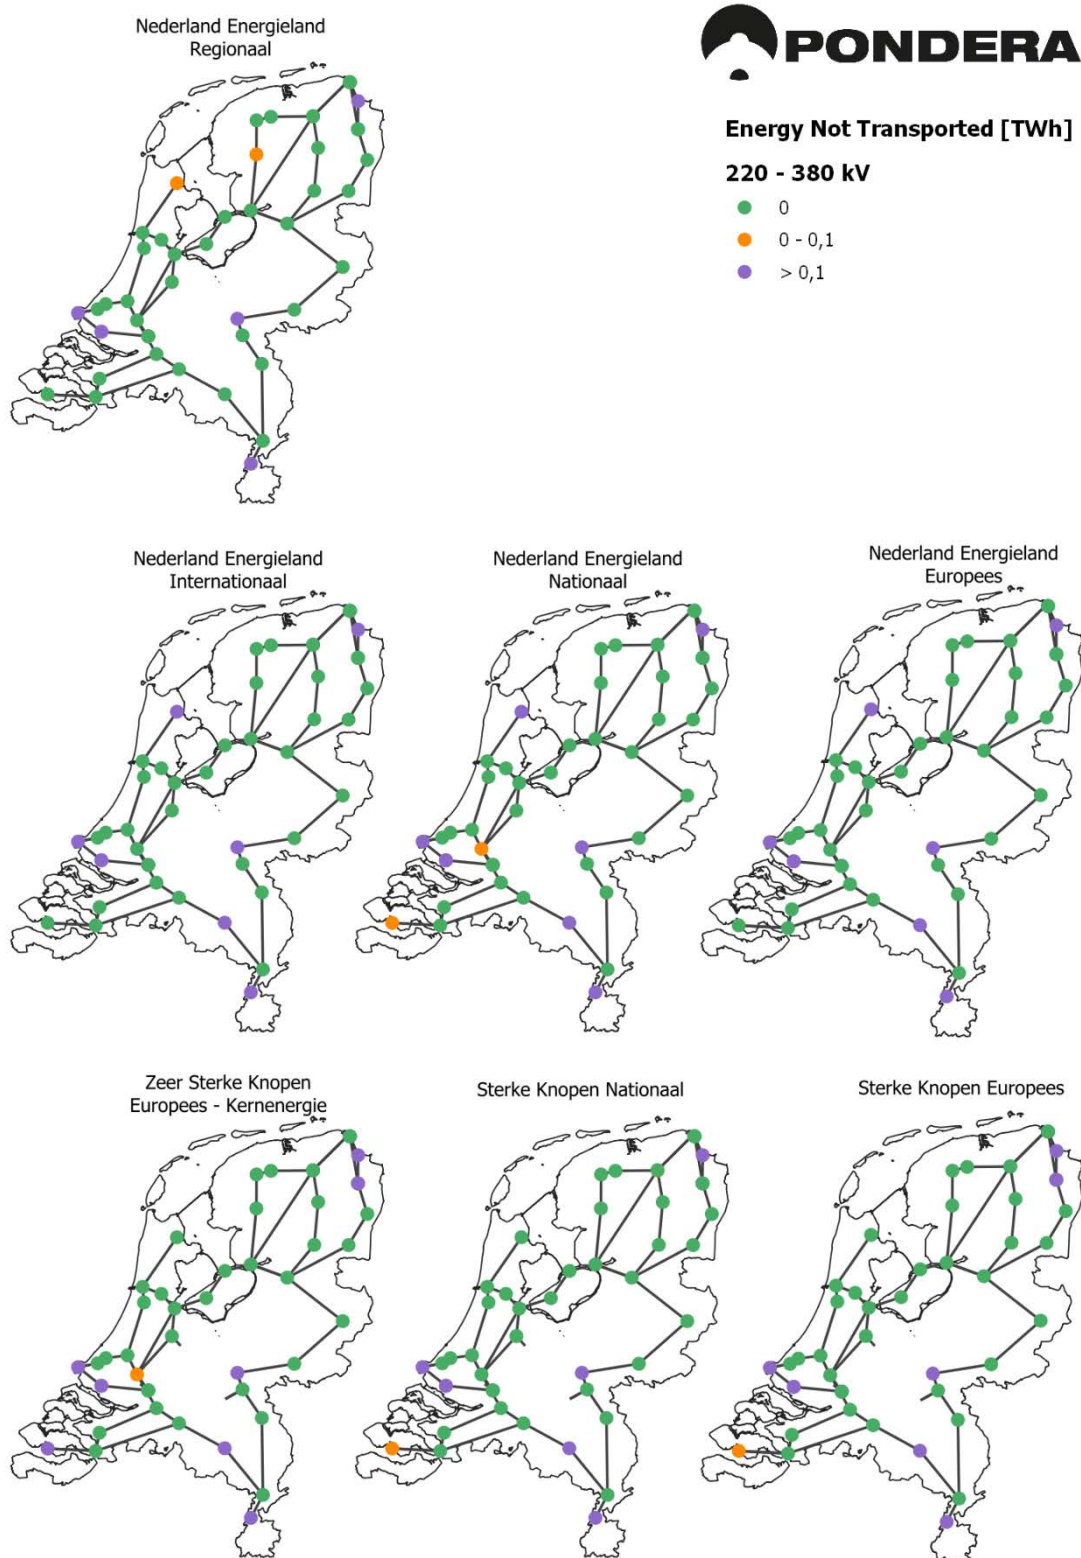 Nederland Energieland
Regionaal
PONDERA
Energy Not Transported [TWh]
220 - 380 kV
0
0 - 0,1
> 0,1
Nederland Energieland
Internationaal
Nederland Energieland
Nationaal
Nederland Energieland
Europees
Zeer Sterke Knopen
Europees - Kernenergie
Sterke Knopen Nationaal
Sterke Knopen Europees